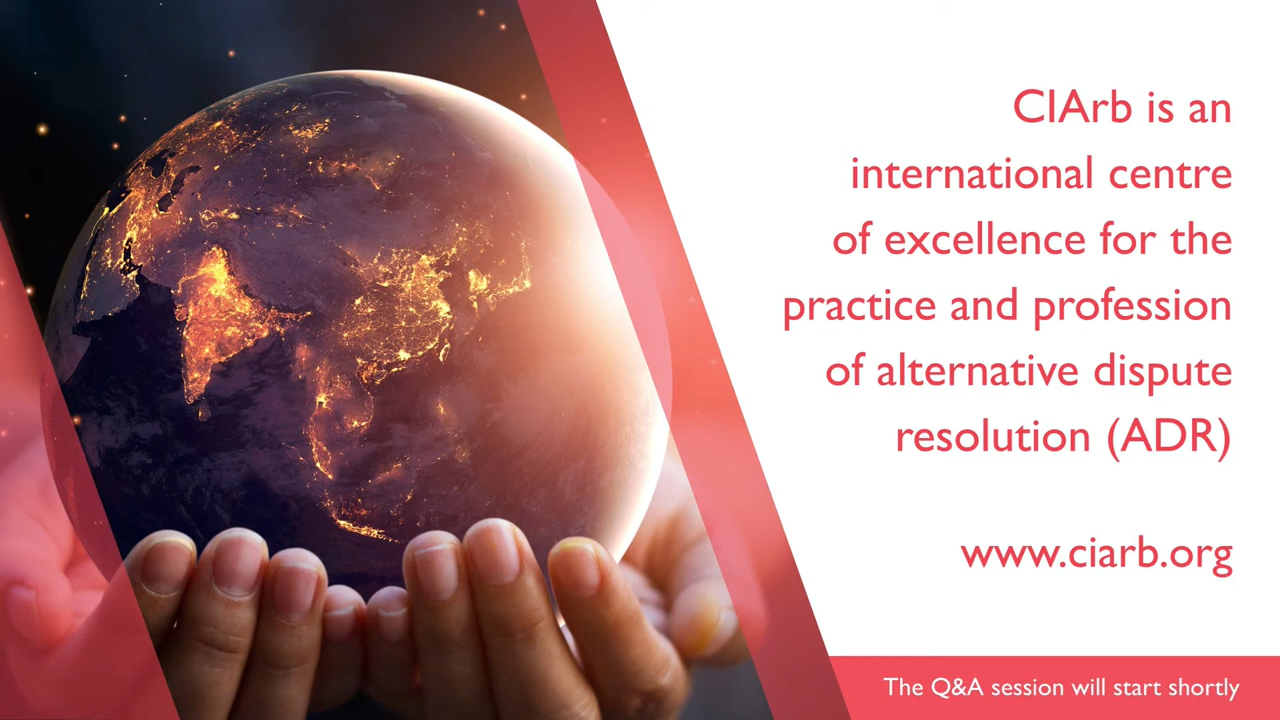 CIArb is an
international centre
of excellence for the
practice and profession
of alternative dispute
resolution (ADR)
www.ciarb.org
The Q&A session will start shortly